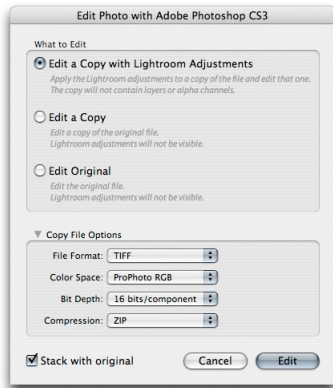 Edit Photo with Adobe Photoshop CS3
What to Edit
Edit a Copy with Lightroom Adjustments
Apply the Lightroom adjustments to a copy of the file and edit that one.
The copy will not contain layers or alpha channels.
Edit a Copy
Edit a copy of the original file.
Lightroom adjustments will not be visible.
Edit Original
Edit the original file.
Lightroom adjustments will not be visible.
Copy File Options
File Format: TIFF
Color Space: ProPhoto RGB
Bit Depth: 16 bits/component
Compression: ZIP
Stack with original
Cancel
Edit